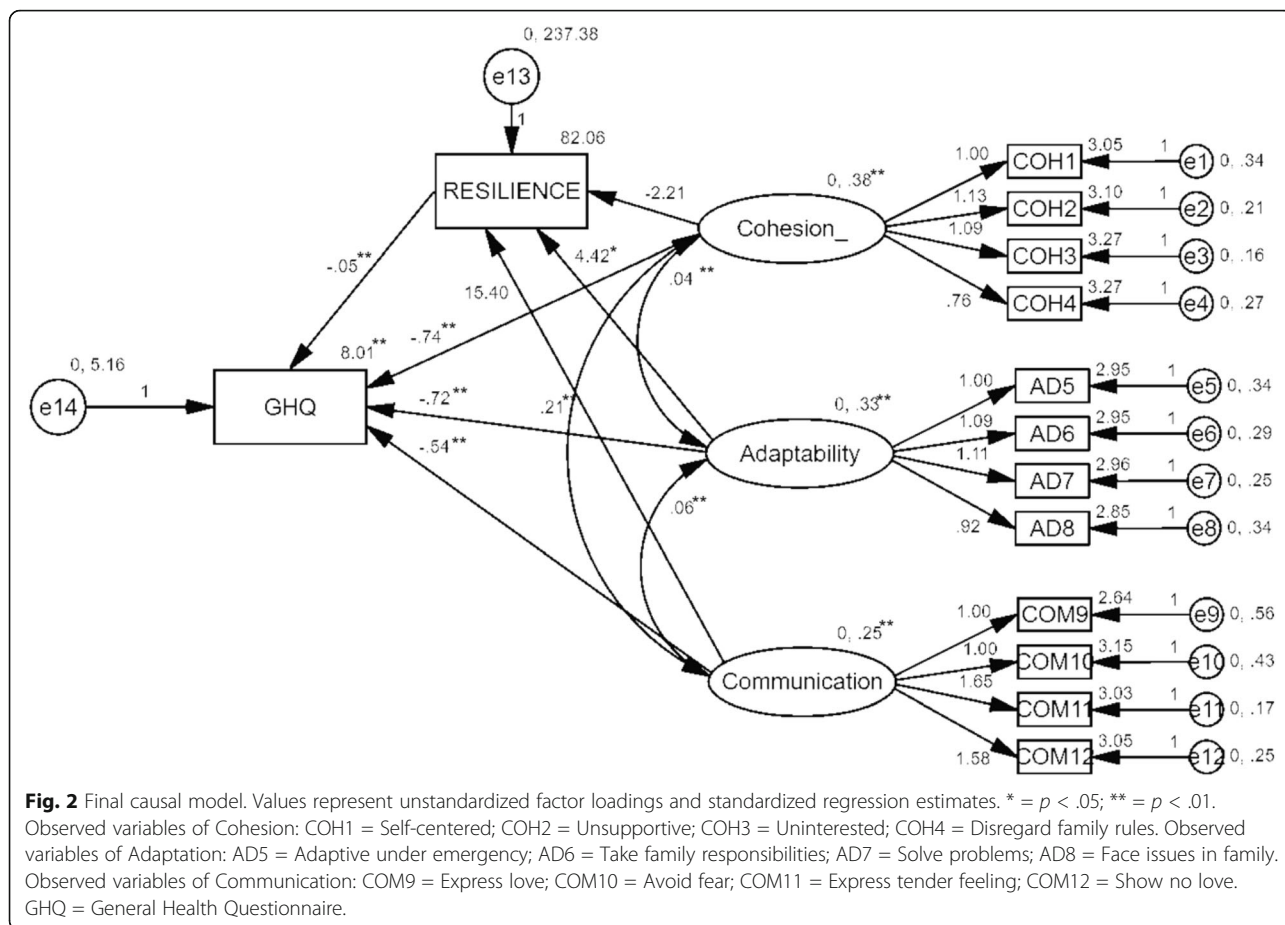 0, 237.38
e13
1
82.06
RESILIENCE
-2.21
4.42*
15.40
-.05**
-.74**
8.01**
0, 5.16
e14
1
GHQ
-.72**
-.54**
.21**
.04 **
.06**
0, .38**
Cohesion_
1.00
1.13
1.09
.76
COH1
3.05
1
e1
0, .34
COH2
3.10
1
e2
0, .21
COH3
3.27
1
e3
0, .16
COH4
3.27
1
e4
0, .27
0, .33**
Adaptability
1.00
1.09
1.11
.92
AD5
2.95
1
e5
0, .34
AD6
2.95
1
e6
0, .29
AD7
2.96
1
e7
0, .25
AD8
2.85
1
e8
0, .34
0, .25**
Communication
1.00
1.00
1.65
1.58
COM9
2.64
1
e9
0, .56
COM10
3.15
1
e10
0, .43
COM11
3.03
1
e11
0, .17
COM12
3.05
1
e12
0, .25
Fig. 2 Final causal model. Values represent unstandardized factor loadings and standardized regression estimates. * = p < .05; ** = p < .01.
Observed variables of Cohesion: COH1 = Self-centered; COH2 = Unsupportive; COH3 = Uninterested; COH4 = Disregard family rules. Observed
variables of Adaptation: AD5 = Adaptive under emergency; AD6 = Take family responsibilities; AD7 = Solve problems; AD8 = Face issues in family.
Observed variables of Communication: COM9 = Express love; COM10 = Avoid fear; COM11 = Express tender feeling; COM12 = Show no love.
GHQ = General Health Questionnaire.